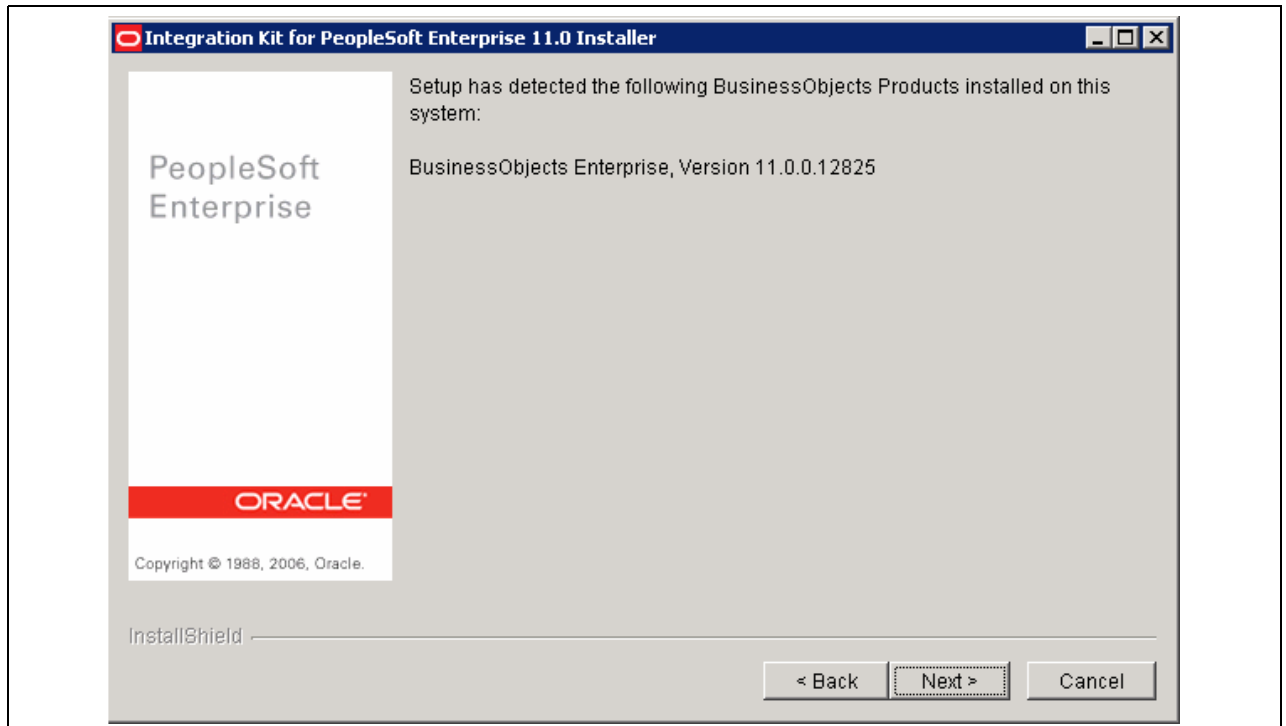 Integration Kit for PeopleSoft Enterprise 11.0 Installer
Setup has detected the following BusinessObjects Products installed on this
system:
BusinessObjects Enterprise, Version 11.0.0.12825
PeopleSoft
Enterprise
ORACLE
Copyright © 1988, 2006, Oracle.
InstallShield
< Back
Next >
Cancel